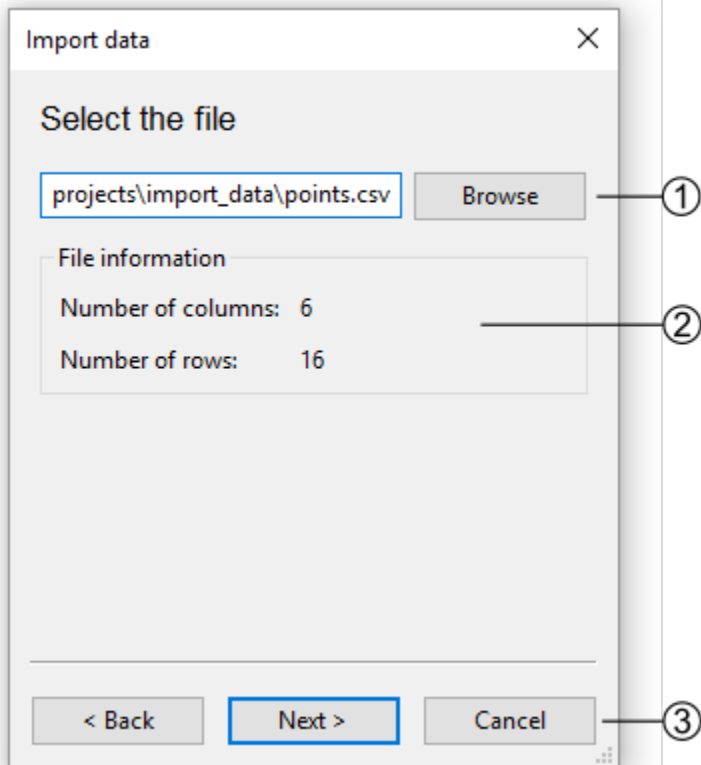 Import data
Select the file
projects\import_data\points.csv Browse ①
File information
Number of columns: 6
②
Number of rows: 16
< Back Next > Cancel ③